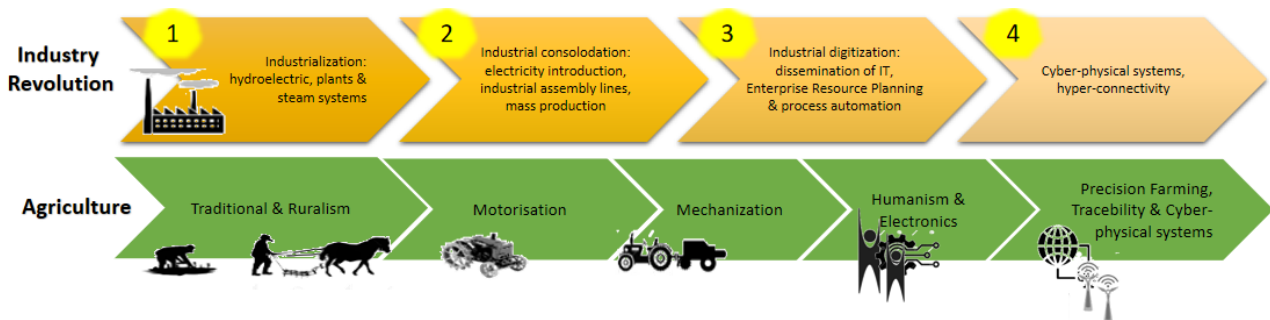 Industry
Revolution
1
Industrialization:
hydroelectric, plants &
steam systems
2
Industrial consolodation:
electricity introduction,
industrial assembly lines,
mass production
3
Industrial digitization:
dissemination of IT,
Enterprise Resource Planning
& process automation
4
Cyber-physical systems,
hyper-connectivity
Agriculture
Traditional & Ruralism
Motorisation
Mechanization
Humanism &
Electronics
Precision Farming,
Tracebility & Cyber-
physical systems